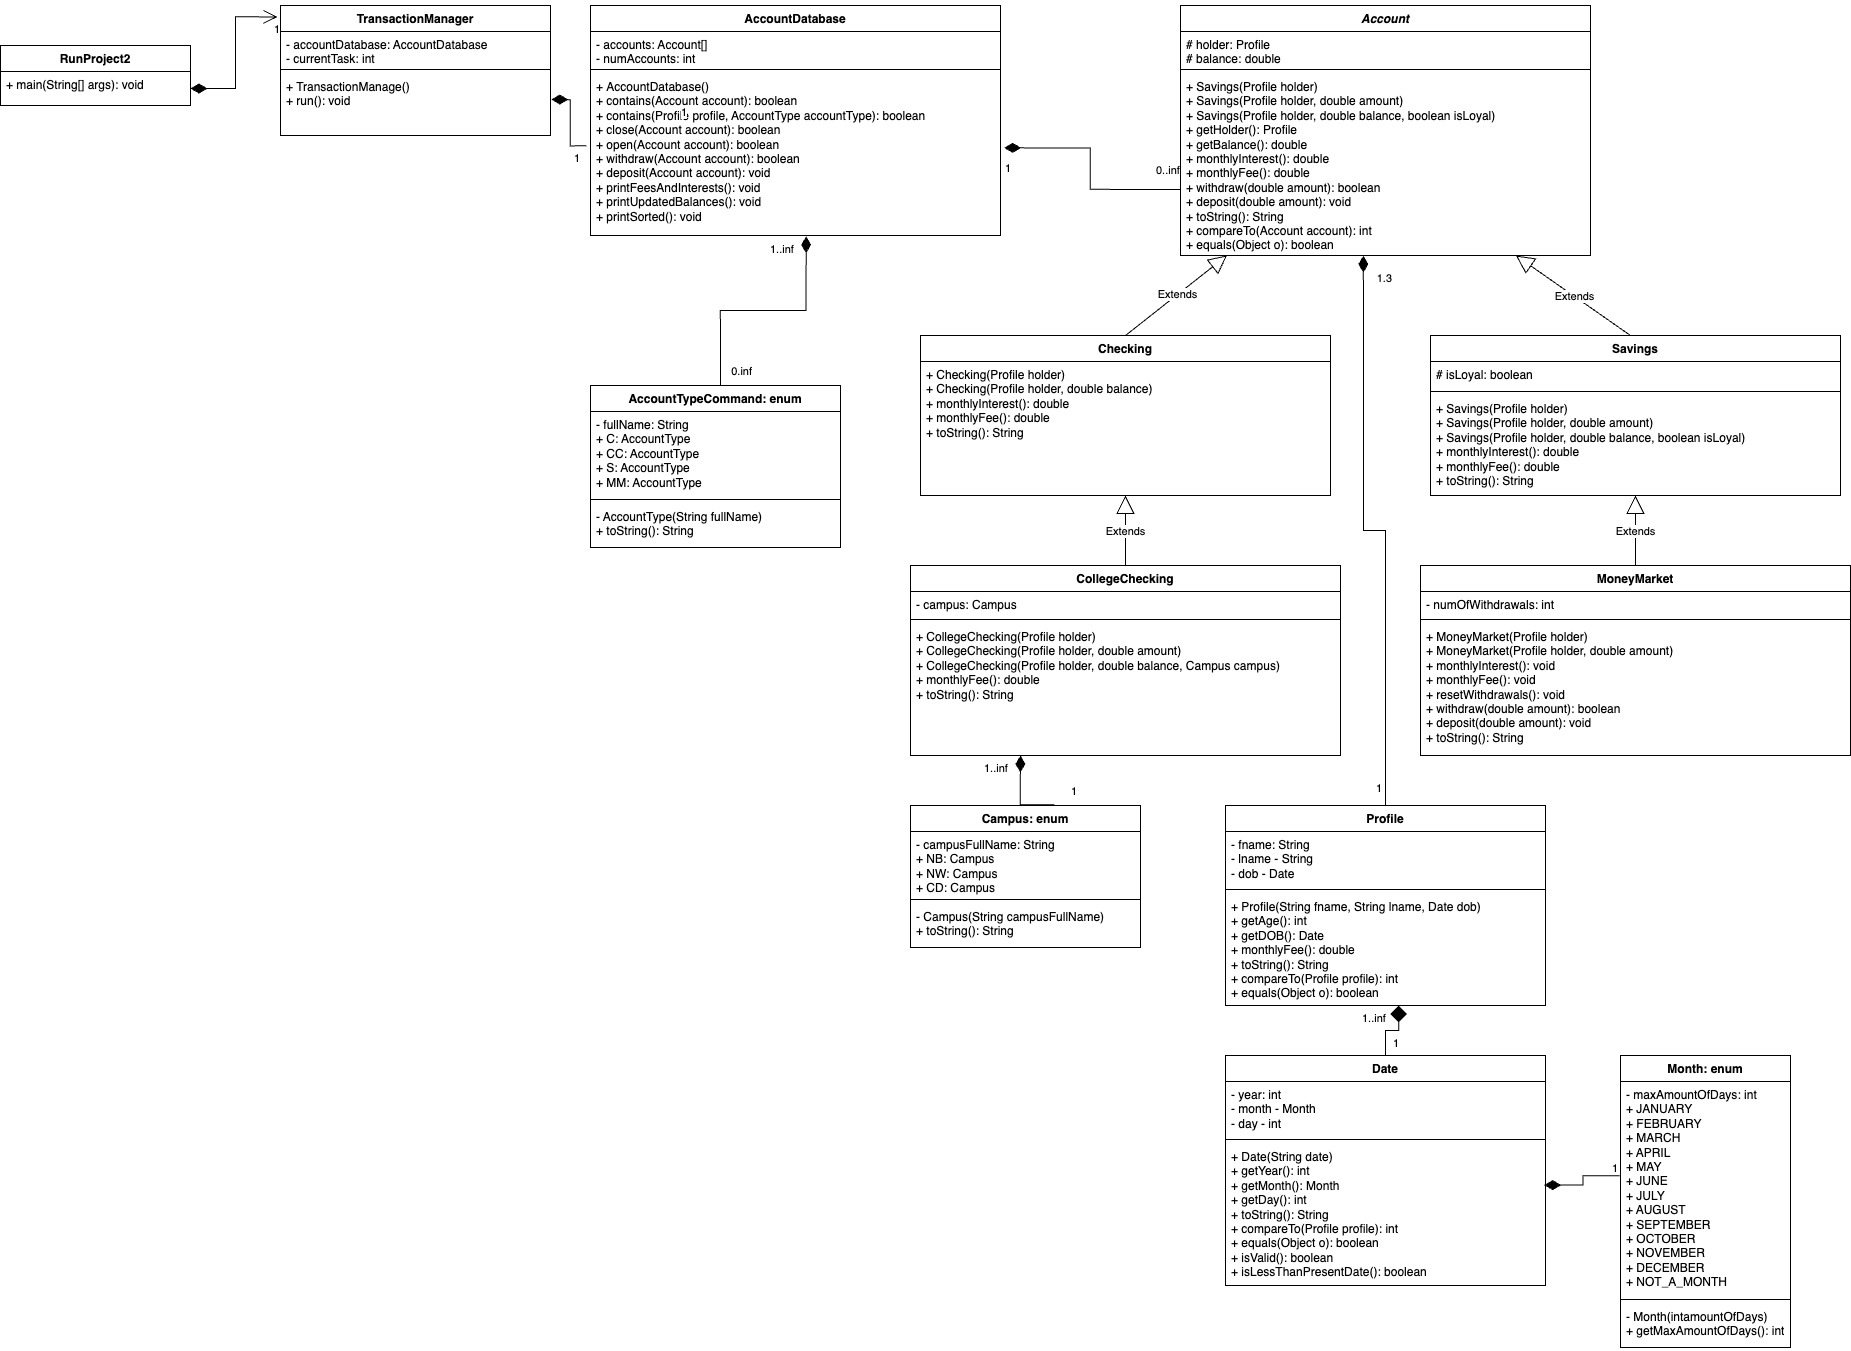 RunProject2
+ main(String[] args): void
1
TransactionManager
- accountDatabase: AccountDatabase
- currentTask: int
+ TransactionManage()
+ run(): void
1
AccountDatabase
- accounts: Account[]
- numAccounts: int
+ AccountDatabase()
+ contains(Account account): boolean
+ contains(Profile profile, AccountType accountType): boolean
1
+ close(Account account): boolean
+ open(Account account): boolean
+ withdraw(Account account): boolean
+ deposit(Account account): void
+ printFeesAndInterests(): void
+ printUpdatedBalances(): void
+ printSorted(): void
1
0..inf
Account
# holder: Profile
# balance: double
+ Savings(Profile holder)
+ Savings(Profile holder, double amount)
+ Savings(Profile holder, double balance, boolean isLoyal)
+ getHolder(): Profile
+ getBalance(): double
+ monthlyInterest(): double
+ monthlyFee(): double
+ withdraw(double amount): boolean
+ deposit(double amount): void
+ toString(): String
+ compareTo(Account account): int
+ equals(Object o): boolean
1..inf
0.inf
AccountTypeCommand: enum
- fullName: String
+ C: AccountType
+ CC: AccountType
+ S: AccountType
+ MM: AccountType
- AccountType(String fullName)
+ toString(): String
Extends
1.3
Extends
Checking
+ Checking(Profile holder)
+ Checking(Profile holder, double balance)
+ monthlyInterest(): double
+ monthlyFee(): double
+ toString(): String
Savings
# isLoyal: boolean
+ Savings(Profile holder)
+ Savings(Profile holder, double amount)
+ Savings(Profile holder, double balance, boolean isLoyal)
+ monthlyInterest(): double
+ monthlyFee(): double
+ toString(): String
Extends
Extends
CollegeChecking
- campus: Campus
+ CollegeChecking(Profile holder)
+ CollegeChecking(Profile holder, double amount)
+ CollegeChecking(Profile holder, double balance, Campus campus)
+ monthlyFee(): double
+ toString(): String
MoneyMarket
- numOfWithdrawals: int
+ MoneyMarket(Profile holder)
+ MoneyMarket(Profile holder, double amount)
+ monthlyInterest(): void
+ monthlyFee(): void
+ resetWithdrawals(): void
+ withdraw(double amount): boolean
+ deposit(double amount): void
+ toString(): String
1..inf
1
1
Campus: enum
- campusFullName: String
+ NB: Campus
+ NW: Campus
+ CD: Campus
- Campus(String campusFullName)
+ toString(): String
Profile
- fname: String
- lname - String
- dob - Date
+ Profile(String fname, String lname, Date dob)
+ getAge(): int
+ getDOB(): Date
+ monthlyFee(): double
+ toString(): String
+ compareTo(Profile profile): int
+ equals(Object o): boolean
1..inf
1
Date
- year: int
- month - Month
- day - int
+ Date(String date)
+ getYear(): int
+ getMonth(): Month
+ getDay(): int
+ toString(): String
+ compareTo(Profile profile): int
+ equals(Object o): boolean
+ isValid(): boolean
+ isLessThanPresentDate(): boolean
1
Month: enum
- maxAmountOfDays: int
+ JANUARY
+ FEBRUARY
+ MARCH
+ APRIL
+ MAY
+ JUNE
+ JULY
+ AUGUST
+ SEPTEMBER
+ OCTOBER
+ NOVEMBER
+ DECEMBER
+ NOT_A_MONTH
- Month(intamountOfDays)
+ getMaxAmountOfDays(): int